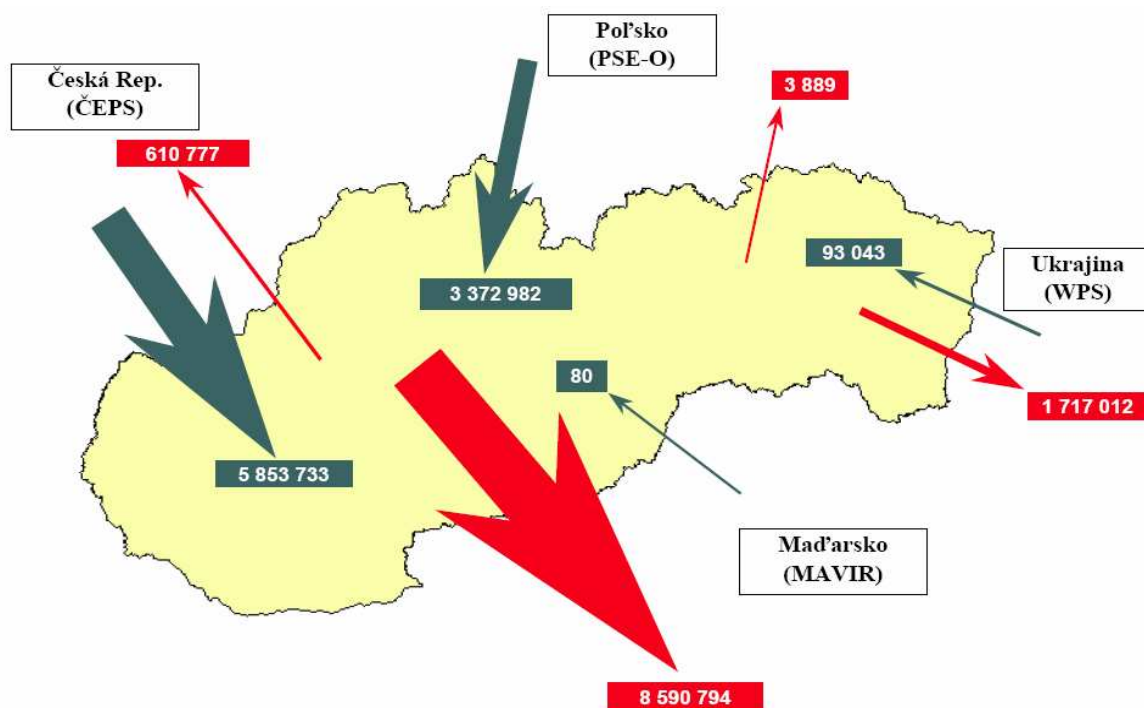 Poľsko
(PSE-O)
Česká Rep.
(ČEPS)
3 889
610 777
93 043
Ukrajina
(WPS)
3 372 982
80
1 717 012
5 853 733
Maďarsko
(MAVIR)
8 590 794